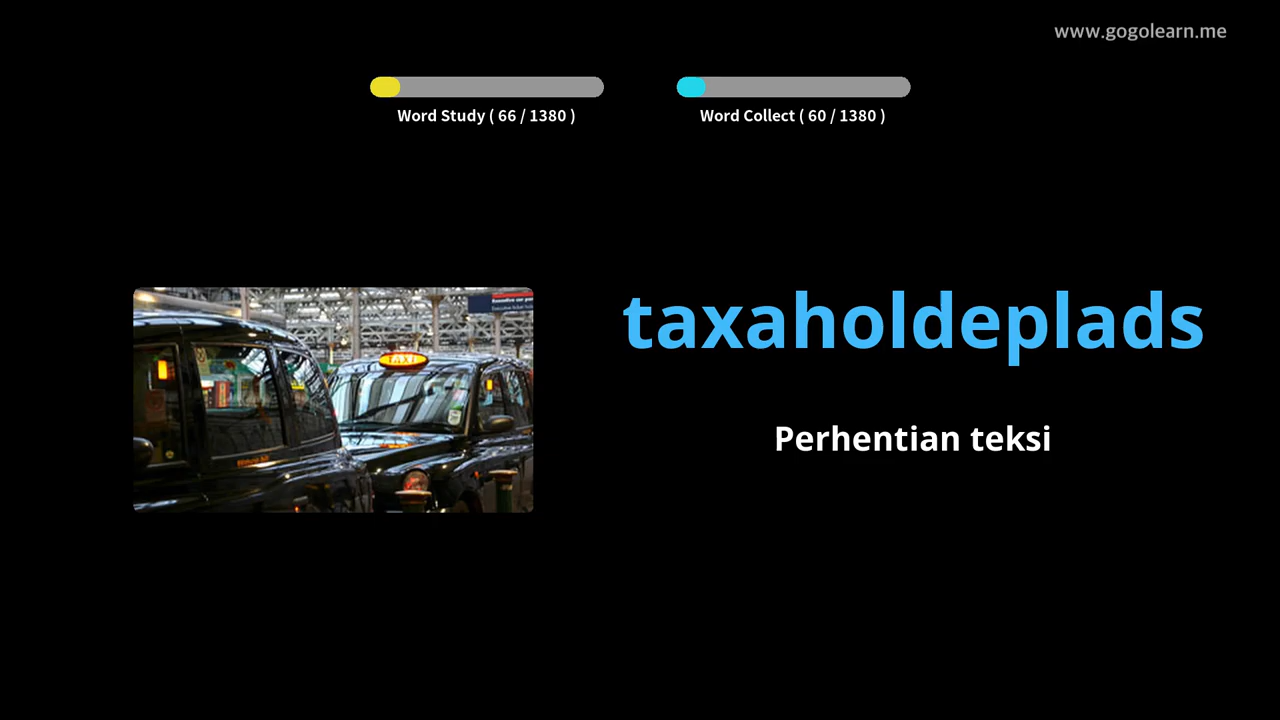 www.gogolearn.me
Word Study ( 66 / 1380 )
Word Collect ( 60 / 1380 )
TAXI
taxaholdeplads
Perhentian teksi